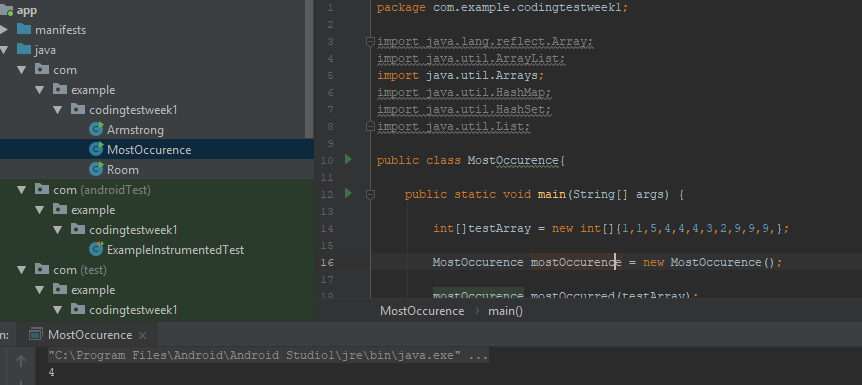 app
manifests
java
com
example
codingtestweek1
Armstrong
MostOccurence
Room
com (androidTest)
example
codingtestweek1
ExampleInstrumentedTest
com (test)
example
codingtestweek1
1 package com.example.codingtestweek1;
2
3 import java.lang.reflect.Array;
4 import java.util.ArrayList;
5 import java.util.Arrays;
6 import java.util.HashMap;
7 import java.util.HashSet;
8 import java.util.List;
9
10 public class MostOccurence{
11
12 public static void main(String[] args) {
13
14 int[]testArray = new int[]{1,1,5,4,4,4,3,2,9,9,9,};
15
16 MostOccurence mostOccurence = new MostOccurence();
17
18 mostOccurence.mostOccurred(testArray);
MostOccurence › main()
n: MostOccurence ×
"C:\Program Files\Android\Android Studio1\jre\bin\java.exe" ...
4